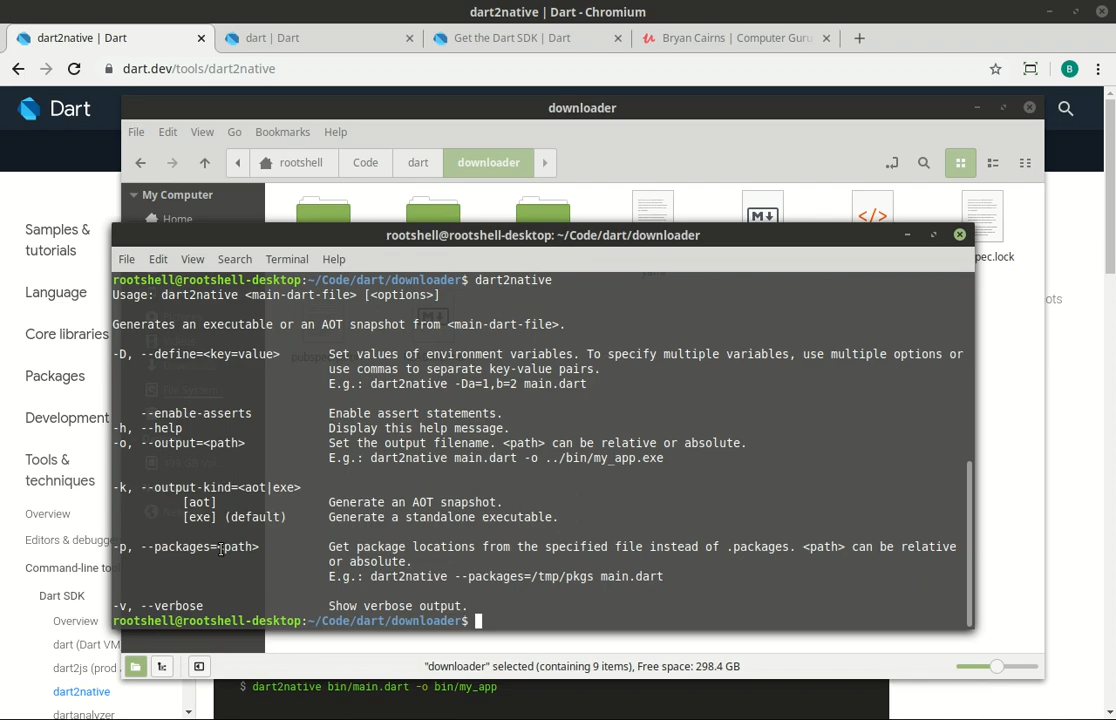 dart2native | Dart - Chromium
dart2native | Dart
dart | Dart
Get the Dart SDK | Dart
Bryan Cairns | Computer Guru
dart.dev/tools/dart2native
B
Dart
downloader
File Edit View Go Bookmarks Help
rootshell Code dart downloader
My Computer
Home
Samples &
tutorials
Language
Core libraries
Packages
Development
Tools &
techniques
Overview
Editors & debugge
Command-line too
Dart SDK
Overview
dart (Dart VM
dart2js (prod
dart2native
dartanalyzer
pec.lock
ots
rootshell@rootshell-desktop: ~/Code/dart/downloader
File Edit View Search Terminal Help
rootshell@rootshell-desktop:~/Code/dart/downloader$ dart2native
Usage: dart2native <main-dart-file> [<options>]
Generates an executable or an AOT snapshot from <main-dart-file>.
-D, --define=<key=value> Set values of environment variables. To specify multiple variables, use multiple options or
use commas to separate key-value pairs.
E.g.: dart2native -Da=1,b=2 main.dart
--enable-asserts Enable assert statements.
-h, --help Display this help message.
-o, --output=<path> Set the output filename. <path> can be relative or absolute.
E.g.: dart2native main.dart -o ../bin/my_app.exe
-k, --output-kind=<aot|exe>
[aot] Generate an AOT snapshot.
[exe] (default) Generate a standalone executable.
-p, --packages=<path> Get package locations from the specified file instead of .packages. <path> can be relative
or absolute.
E.g.: dart2native --packages=/tmp/pkgs main.dart
-v, --verbose Show verbose output.
rootshell@rootshell-desktop:~/Code/dart/downloader$
"downloader" selected (containing 9 items), Free space: 298.4 GB
$ dart2native bin/main.dart -o bin/my_app